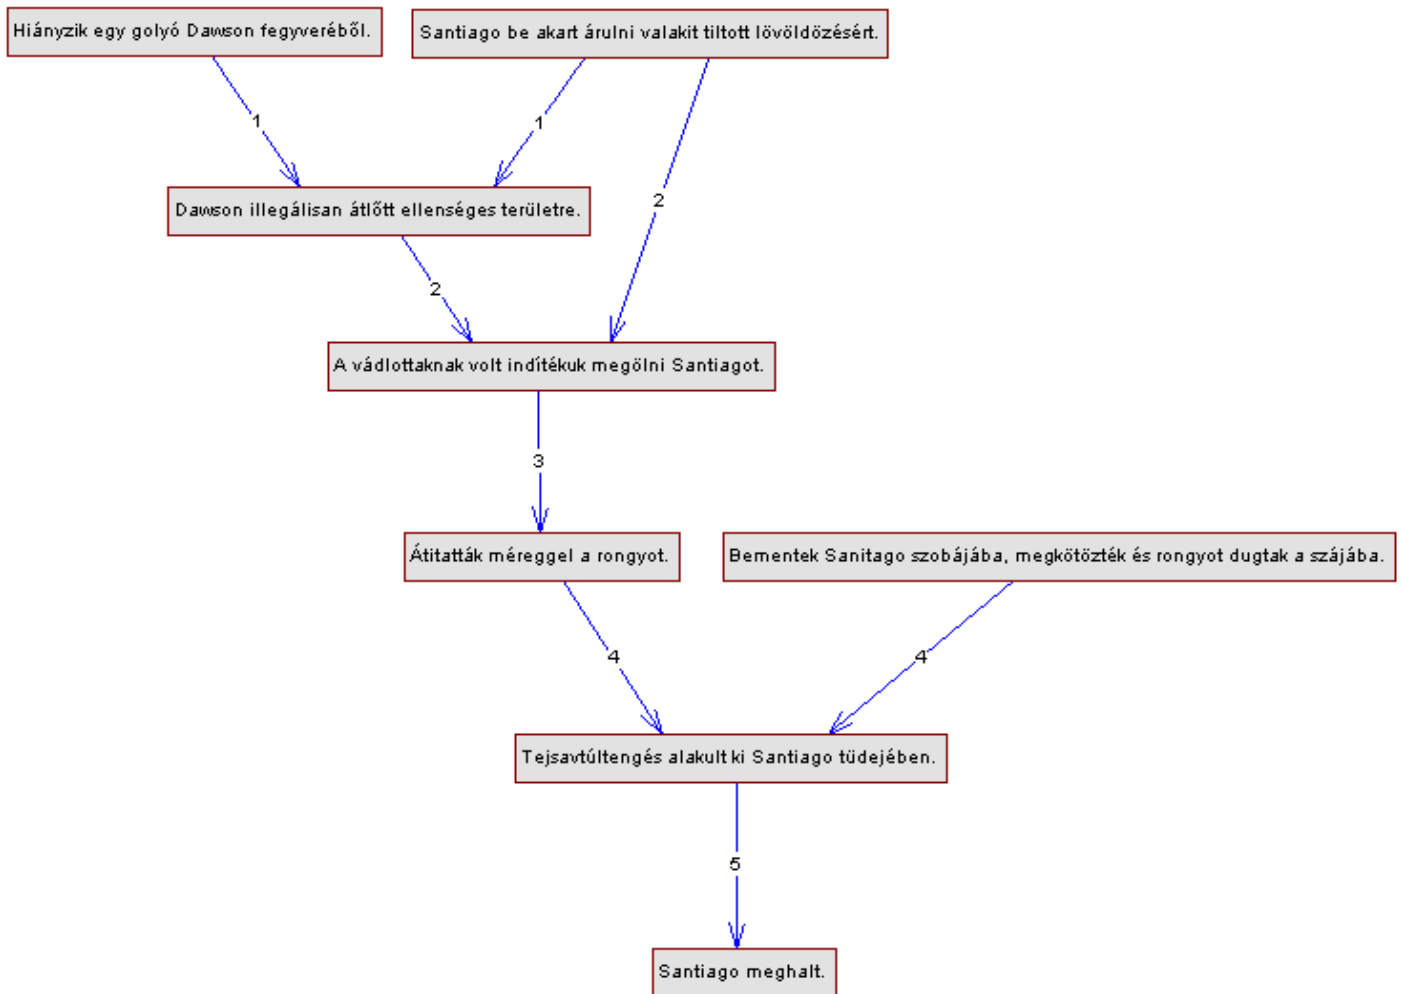 Hiányzik egy golyó Dawson fegyveréből.
Santiago be akart árulni valakit tiltott lövöldözésért.
1
1
2
Dawson illegálisan átlőtt ellenséges területre.
2
A vádlottaknak volt indítékuk megölni Santiagot.
3
Átitatták méreggel a rongyot.
Bementek Sanitago szobájába, megkötözték és rongyot dugtak a szájába.
4
4
Tejsavtúltengés alakult ki Santiago tüdejében.
5
Santiago meghalt.